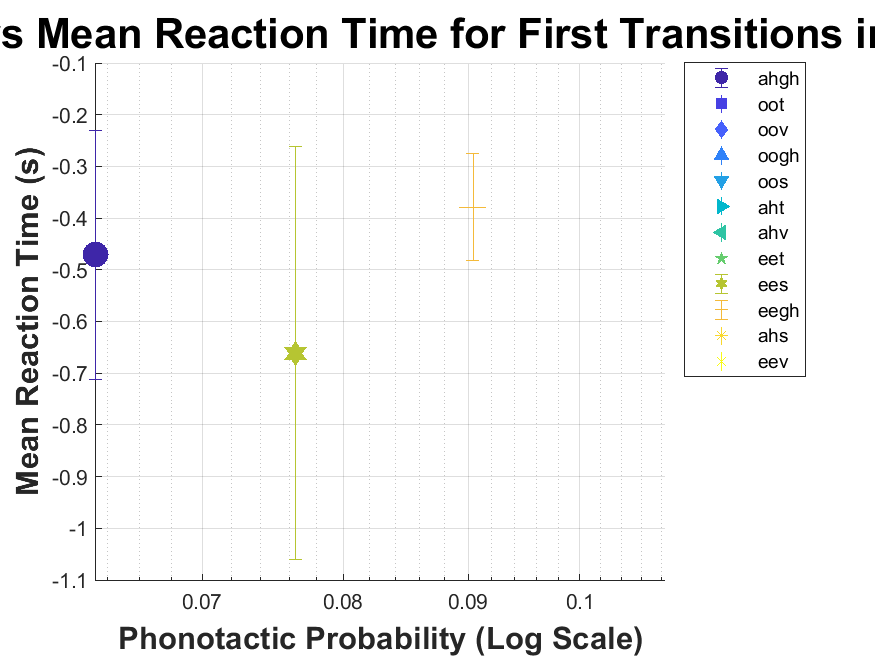 s Mean Reaction Time for First Transitions in
-0.1
-0.2
-0.3
-0.4
-0.5
-0.6
-0.7
-0.8
-0.9
-1
-1.1
Mean Reaction Time (s)
0.07 0.08 0.09 0.1
Phonotactic Probability (Log Scale)
ahgh
oot
oov
oogh
oos
aht
ahv
eet
ees
eegh
ahs
eev